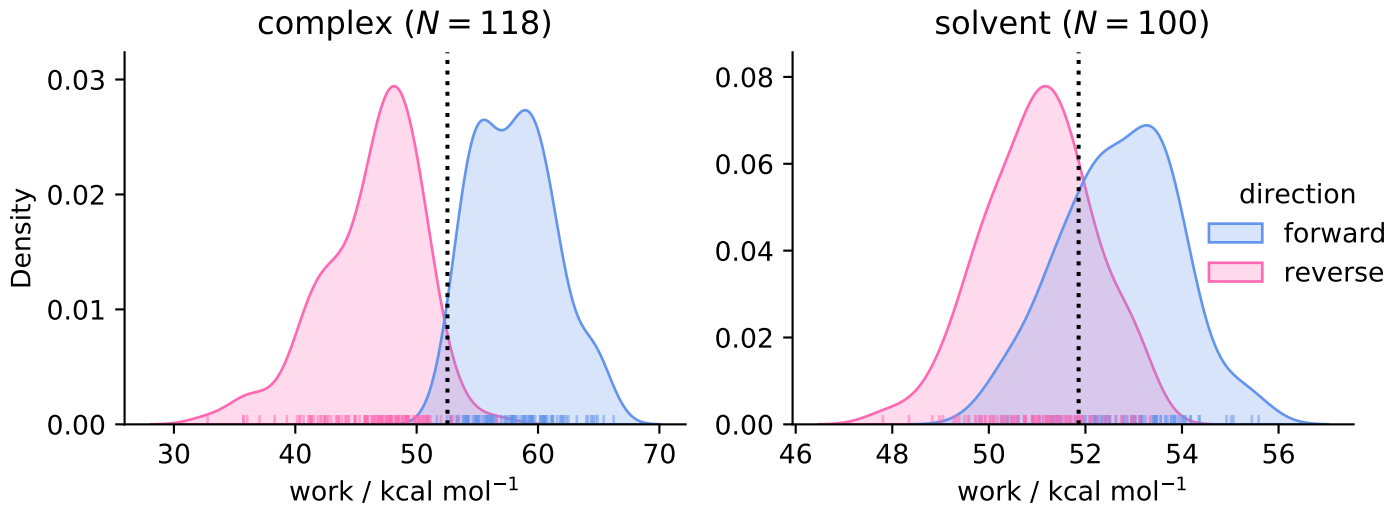 complex (N = 118)
Density
0.03
0.02
0.01
0.00
30 40 50 60 70
work / kcal mol⁻¹
solvent (N = 100)
0.08
0.06
0.04
0.02
0.00
46 48 50 52 54 56
work / kcal mol⁻¹
direction
forward
reverse